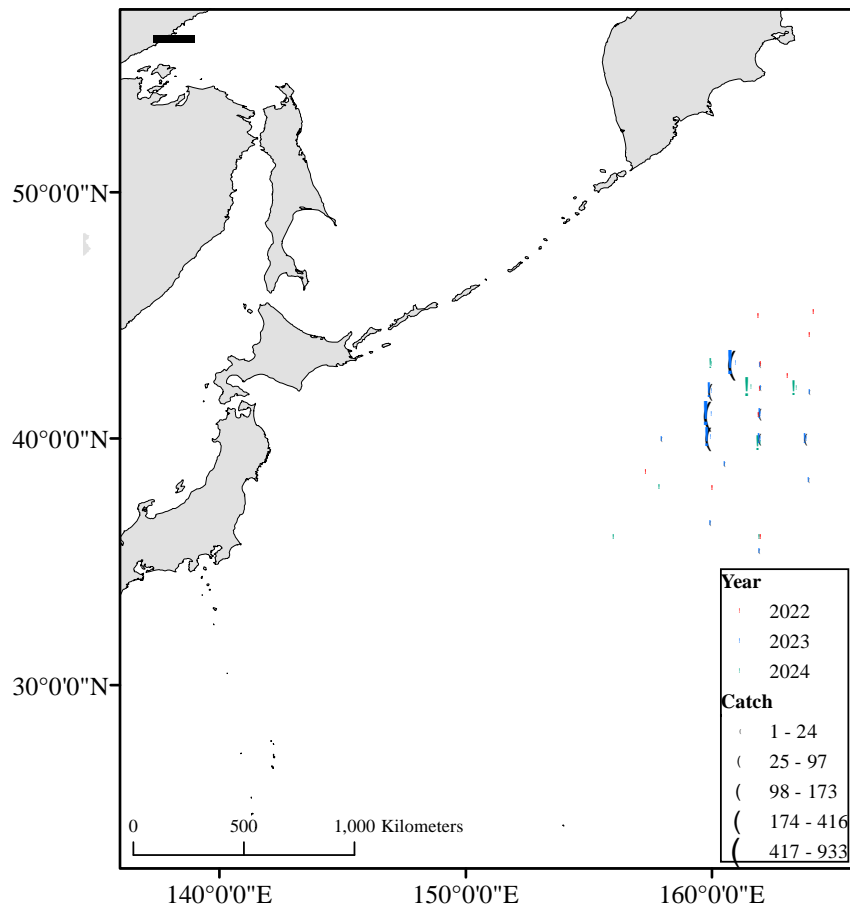 50°0'0"N
40°0'0"N
30°0'0"N
Year
2022
2023
2024
Catch
1 - 24
25 - 97
98 - 173
174 - 416
417 - 933
0 500 1,000 Kilometers
140°0'0"E 150°0'0"E 160°0'0"E